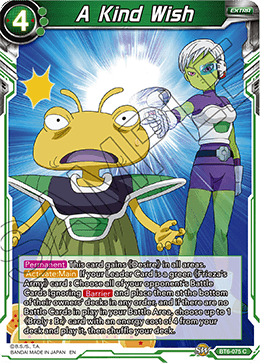 4
A Kind Wish
EXTRA
Permanent This card gains {Desire} in all areas.
Activate Main If your Leader Card is a green 《Frieza's
Army》 card : Choose all of your opponent's Battle
Cards ignoring Barrier and place them at the bottom
of their owners' decks in any order, and if there are no
Battle Cards in play in your Battle Area, choose up to 1
‹Broly : Br› card with an energy cost of 4 from your
deck and play it, then shuffle your deck.
©B.S./S., T.A.
BANDAI MADE IN JAPAN EN
BT6-075 C